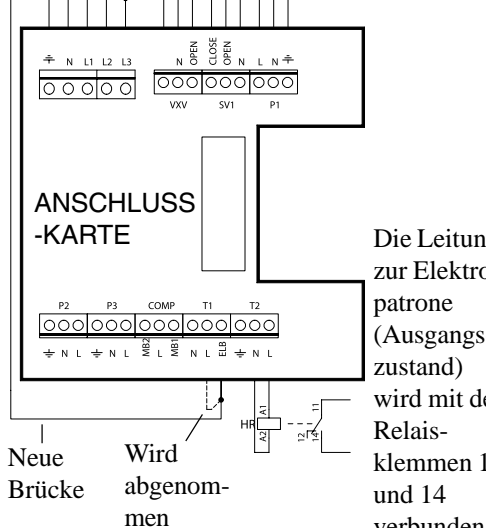 N L1 L2 L3
N OPEN CLOSE OPEN N L N
VXV SV1 P1
ANSCHLUSS
-KARTE
P2 P3 COMP T1 T2
N L N L MB2 L MB1 N L ELB N L
HR A1 A2 11 12 14
Neue
Brücke
Wird
abgenom-
men
Die Leitun
zur Elektro
patrone
(Ausgangs
zustand)
wird mit de
Relais-
klemmen 1
und 14
verbunden